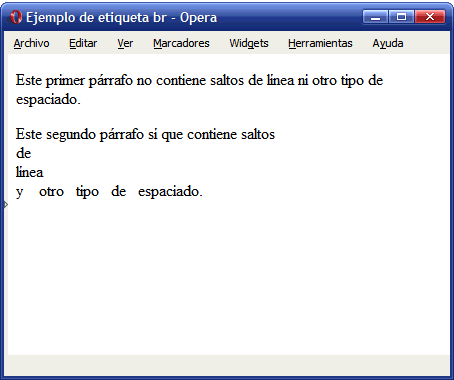 Ejemplo de etiqueta br - Opera
Archivo Editar Ver Marcadores Widgets Herramientas Ayuda
Este primer párrafo no contiene saltos de línea ni otro tipo de
espaciado.
Este segundo párrafo sí que contiene saltos
de
línea
y    otro   tipo   de   espaciado.